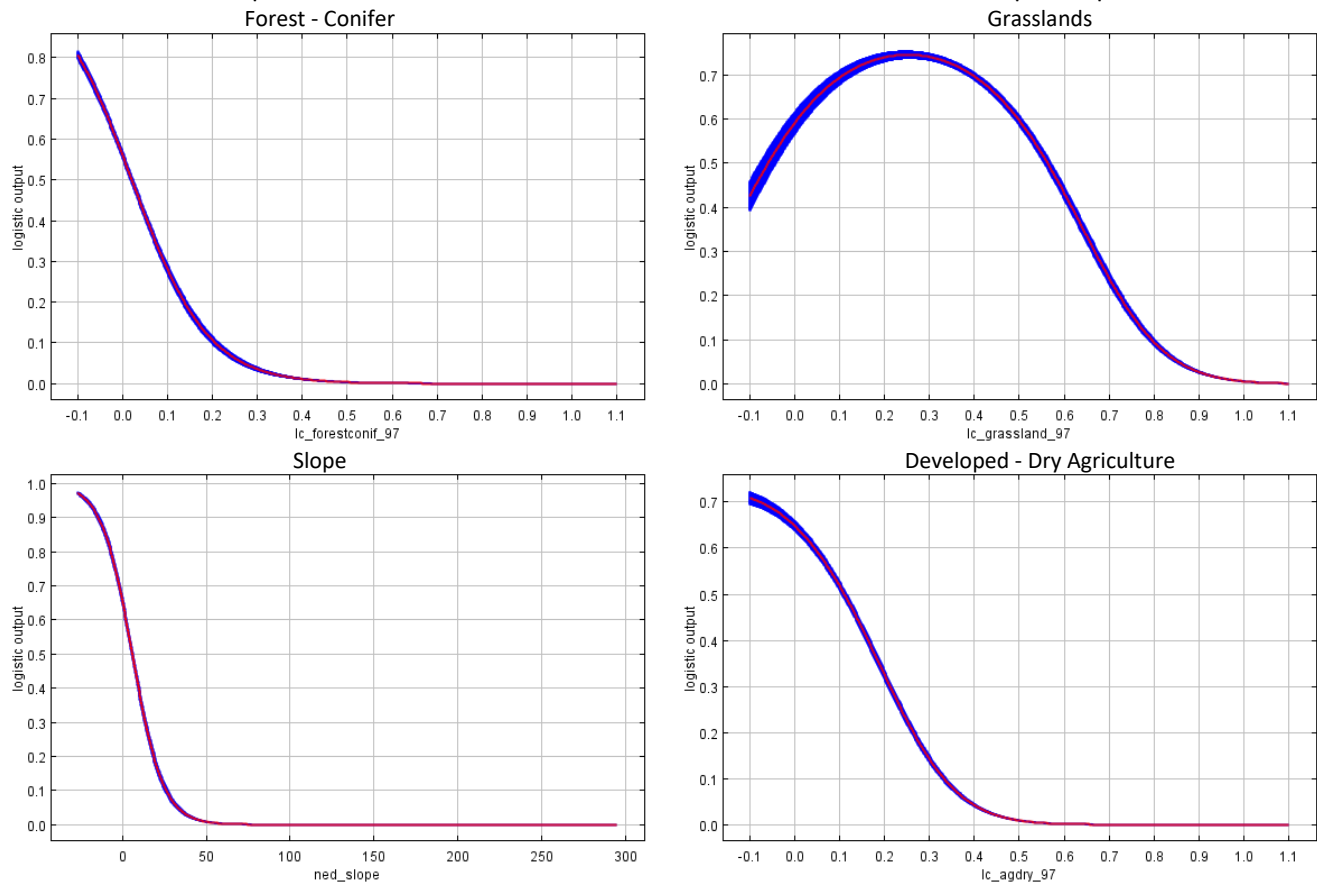 Forest - Conifer
logistic output
0.8
0.7
0.6
0.5
0.4
0.3
0.2
0.1
0.0
-0.1 0.0 0.1 0.2 0.3 0.4 0.5 0.6 0.7 0.8 0.9 1.0 1.1
lc_forestconif_97
Grasslands
logistic output
0.7
0.6
0.5
0.4
0.3
0.2
0.1
0.0
-0.1 0.0 0.1 0.2 0.3 0.4 0.5 0.6 0.7 0.8 0.9 1.0 1.1
lc_grassland_97
Slope
logistic output
1.0
0.9
0.8
0.7
0.6
0.5
0.4
0.3
0.2
0.1
0.0
0 50 100 150 200 250 300
ned_slope
Developed - Dry Agriculture
logistic output
0.7
0.6
0.5
0.4
0.3
0.2
0.1
0.0
-0.1 0.0 0.1 0.2 0.3 0.4 0.5 0.6 0.7 0.8 0.9 1.0 1.1
lc_agdry_97